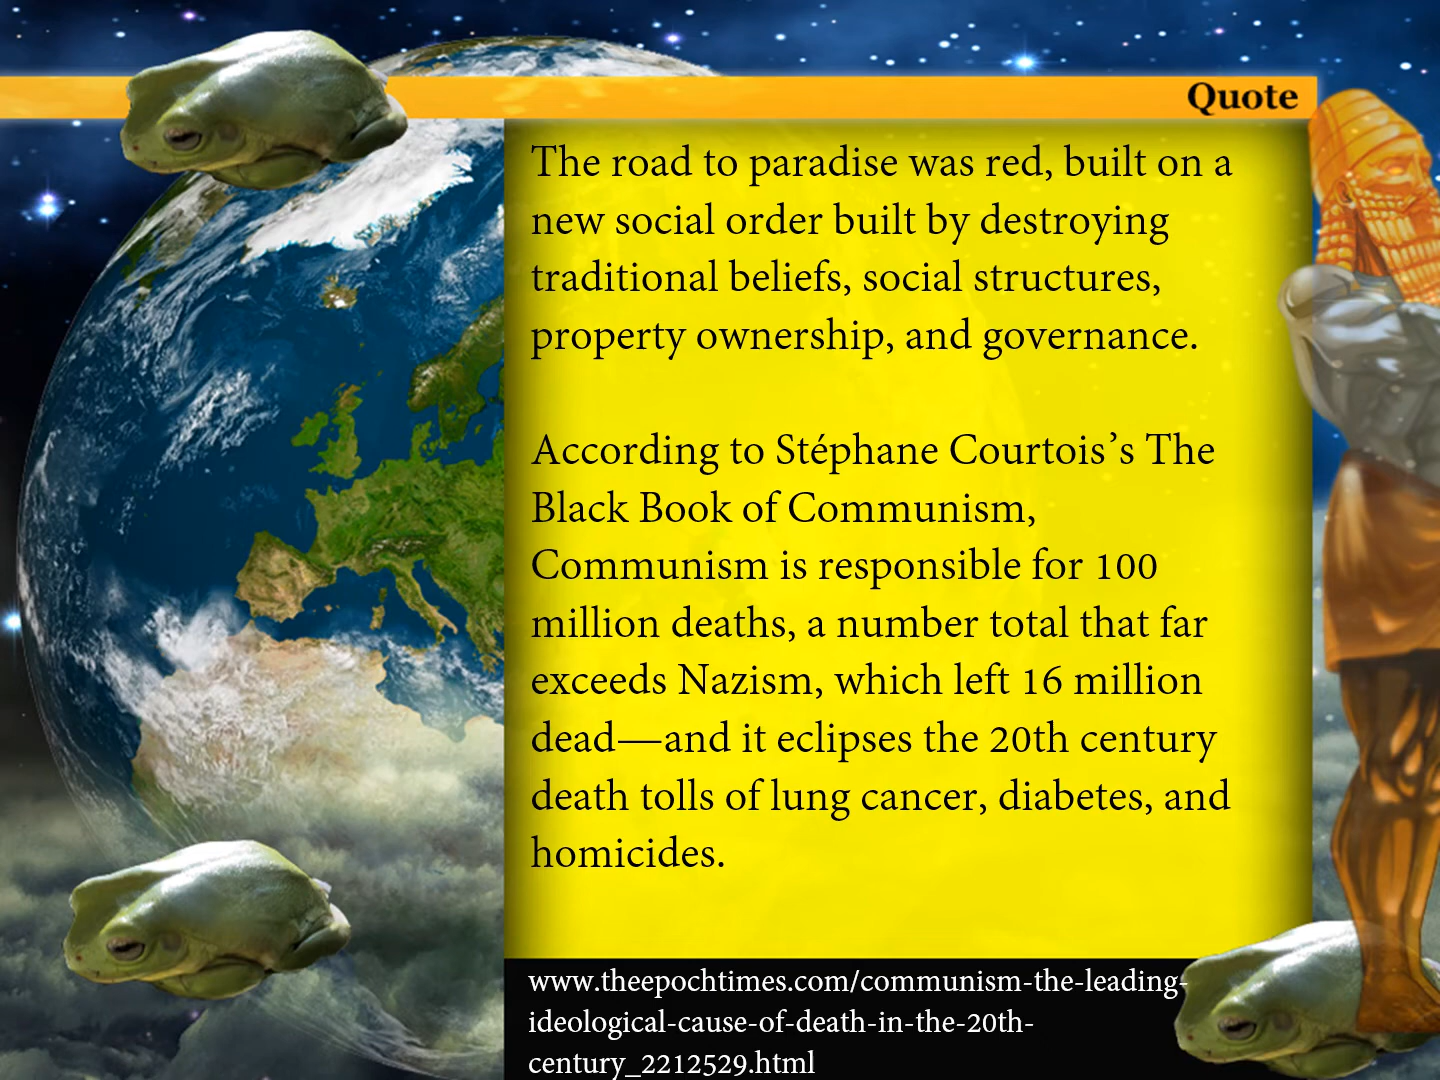 Quote
The road to paradise was red, built on a
new social order built by destroying
traditional beliefs, social structures,
property ownership, and governance.
According to Stéphane Courtois’s The
Black Book of Communism,
Communism is responsible for 100
million deaths, a number total that far
exceeds Nazism, which left 16 million
dead—and it eclipses the 20th century
death tolls of lung cancer, diabetes, and
homicides.
www.theepochtimes.com/communism-the-leading-
ideological-cause-of-death-in-the-20th-
century_2212529.html